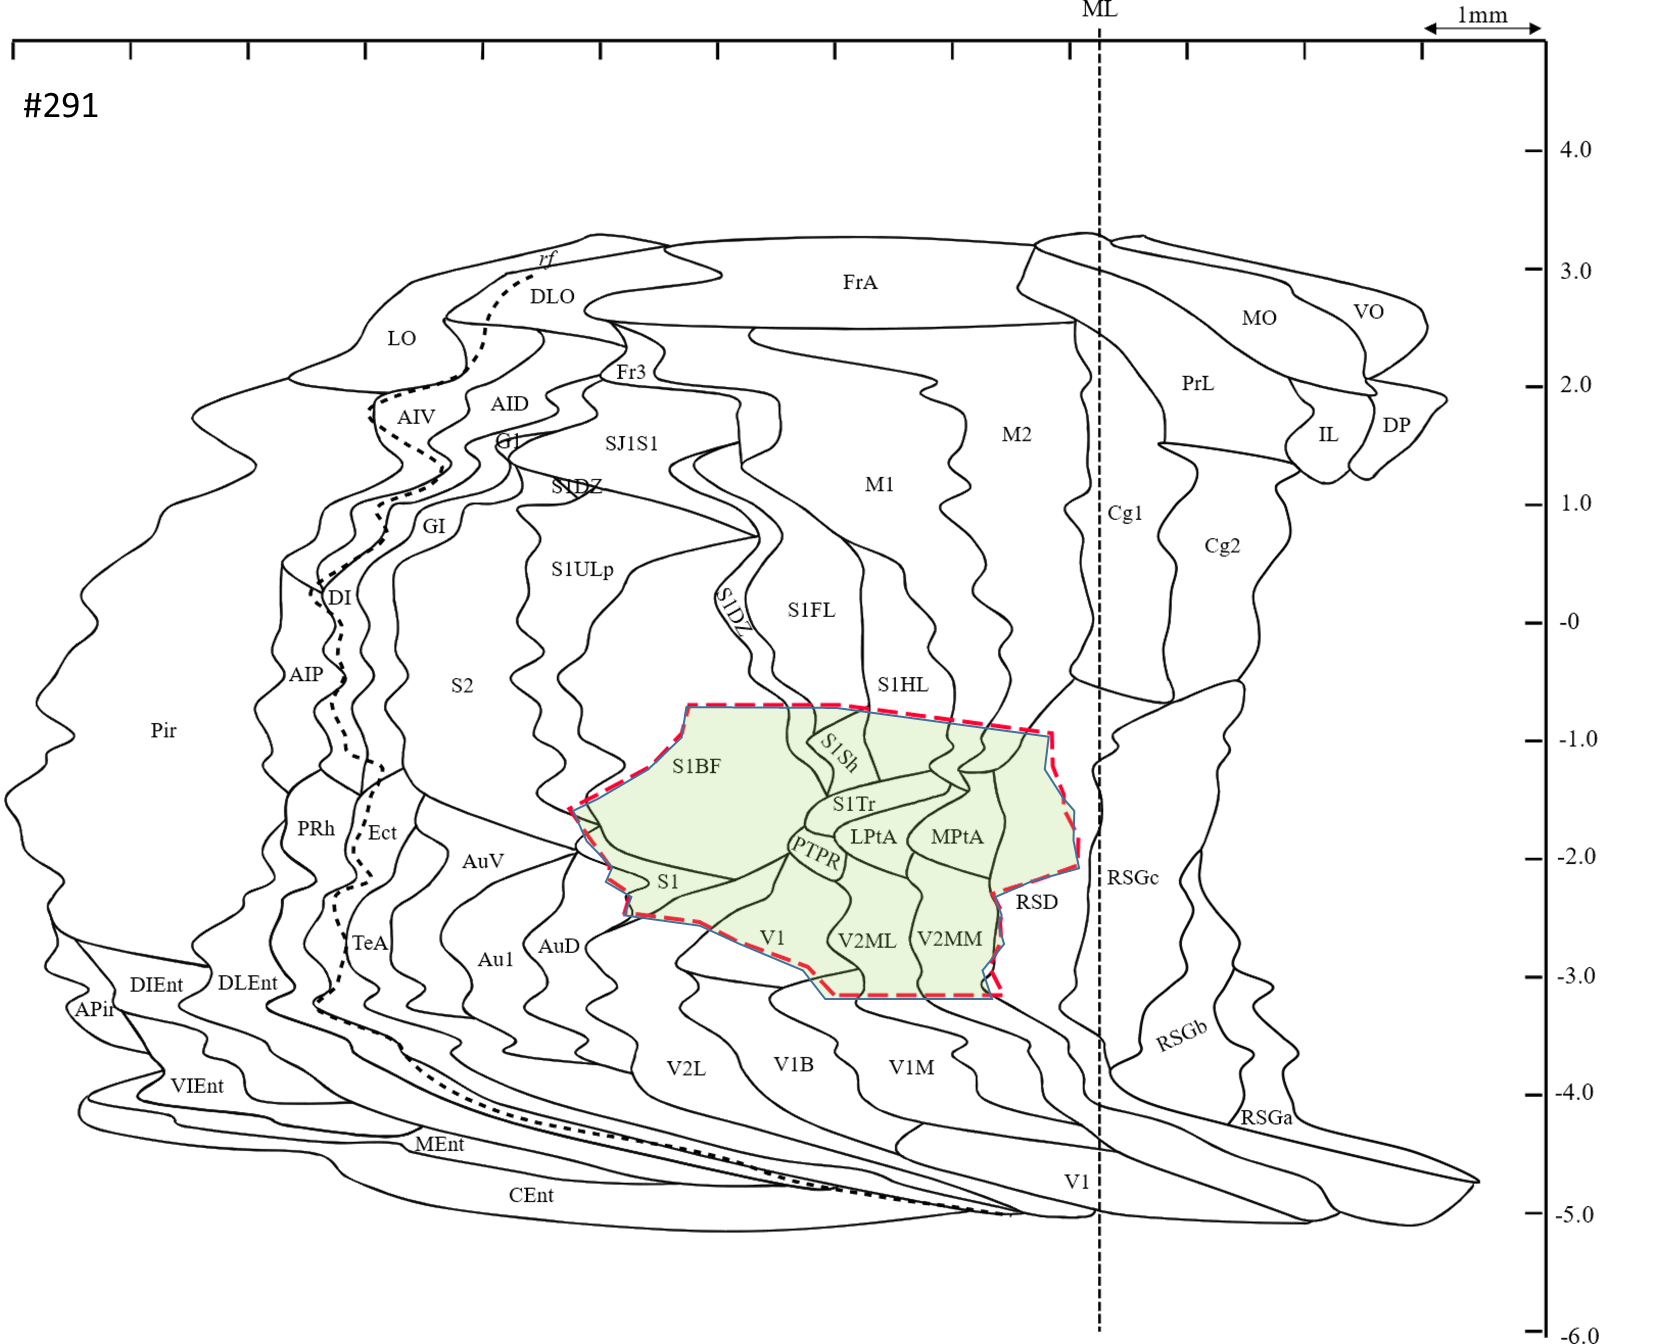 ML
1mm
#291
4.0
rf
3.0
FrA
DLO
VO
MO
LO
Fr3
PrL
2.0
AID
AIV
DP
M2
IL
G1
SJ1S1
M1
S1DZ
1.0
Cg1
GI
Cg2
S1ULp
DI
S1DZ
S1FL
-0
AIP
S2
S1HL
Pir
-1.0
S1Sh
S1BF
S1Tr
PRh
Ect
LPtA
MPtA
PTPR
AuV
-2.0
S1
RSGc
RSD
TeA
AuD
V1
V2ML
V2MM
Au1
DIEnt
DLEnt
-3.0
APir
RSGb
V2L
V1B
V1M
VIEnt
-4.0
RSGa
MEnt
V1
CEnt
-5.0
-6.0